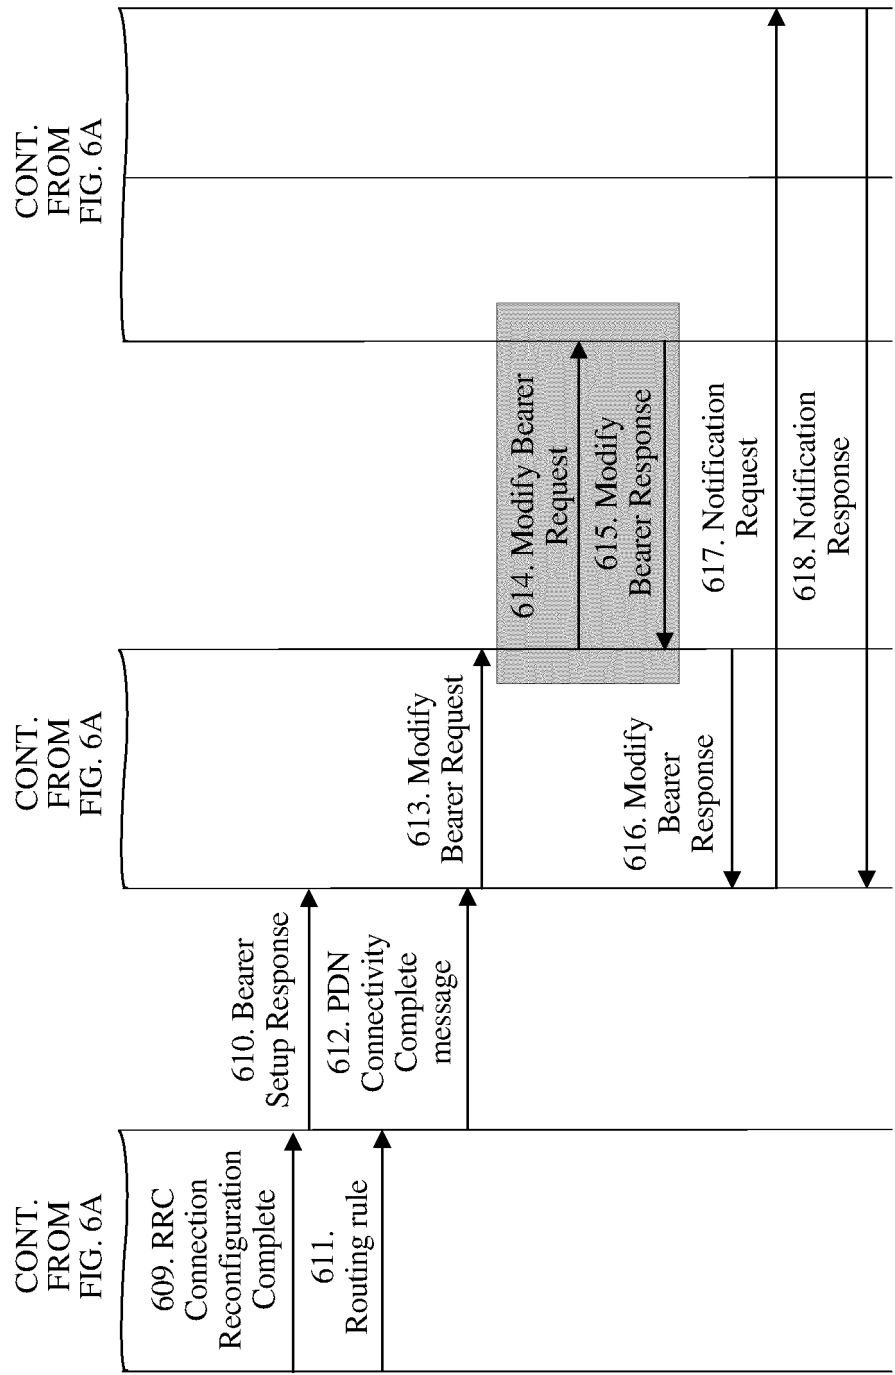 CONT.
FROM
FIG. 6A
CONT.
FROM
FIG. 6A
CONT.
FROM
FIG. 6A
609. RRC
Connection
Reconfiguration
Complete
610. Bearer
Setup Response
611.
Routing rule
612. PDN
Connectivity
Complete
message
613. Modify
Bearer Request
614. Modify Bearer
Request
615. Modify
Bearer Response
616. Modify
Bearer
Response
617. Notification
Request
618. Notification
Response